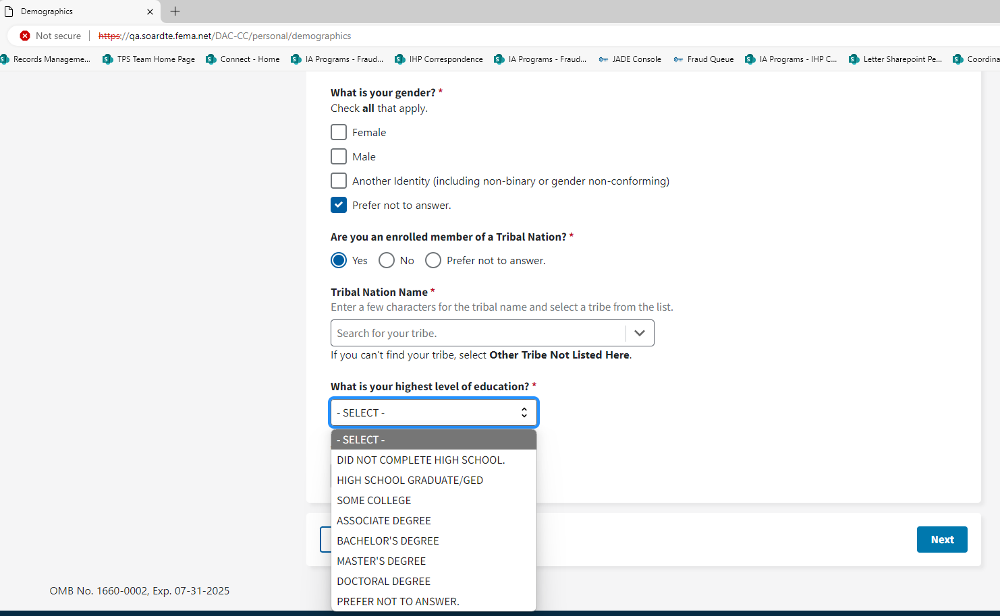 Demographics
Not secure https://qa.soardte.fema.net/DAC-CC/personal/demographics
Records Manageme... TPS Team Home Page Connect - Home IA Programs - Fraud... IHP Correspondence IA Programs - Fraud... JADE Console Fraud Queue IA Programs - IHP C... Letter Sharepoint Pe... Coordina
What is your gender? *
Check all that apply.
Female
Male
Another Identity (including non-binary or gender non-conforming)
Prefer not to answer.
Are you an enrolled member of a Tribal Nation? *
Yes No Prefer not to answer.
Tribal Nation Name *
Enter a few characters for the tribal name and select a tribe from the list.
Search for your tribe.
If you can't find your tribe, select Other Tribe Not Listed Here.
What is your highest level of education? *
- SELECT -
- SELECT -
DID NOT COMPLETE HIGH SCHOOL.
HIGH SCHOOL GRADUATE/GED
SOME COLLEGE
ASSOCIATE DEGREE
BACHELOR'S DEGREE
MASTER'S DEGREE
DOCTORAL DEGREE
PREFER NOT TO ANSWER.
Next
OMB No. 1660-0002, Exp. 07-31-2025